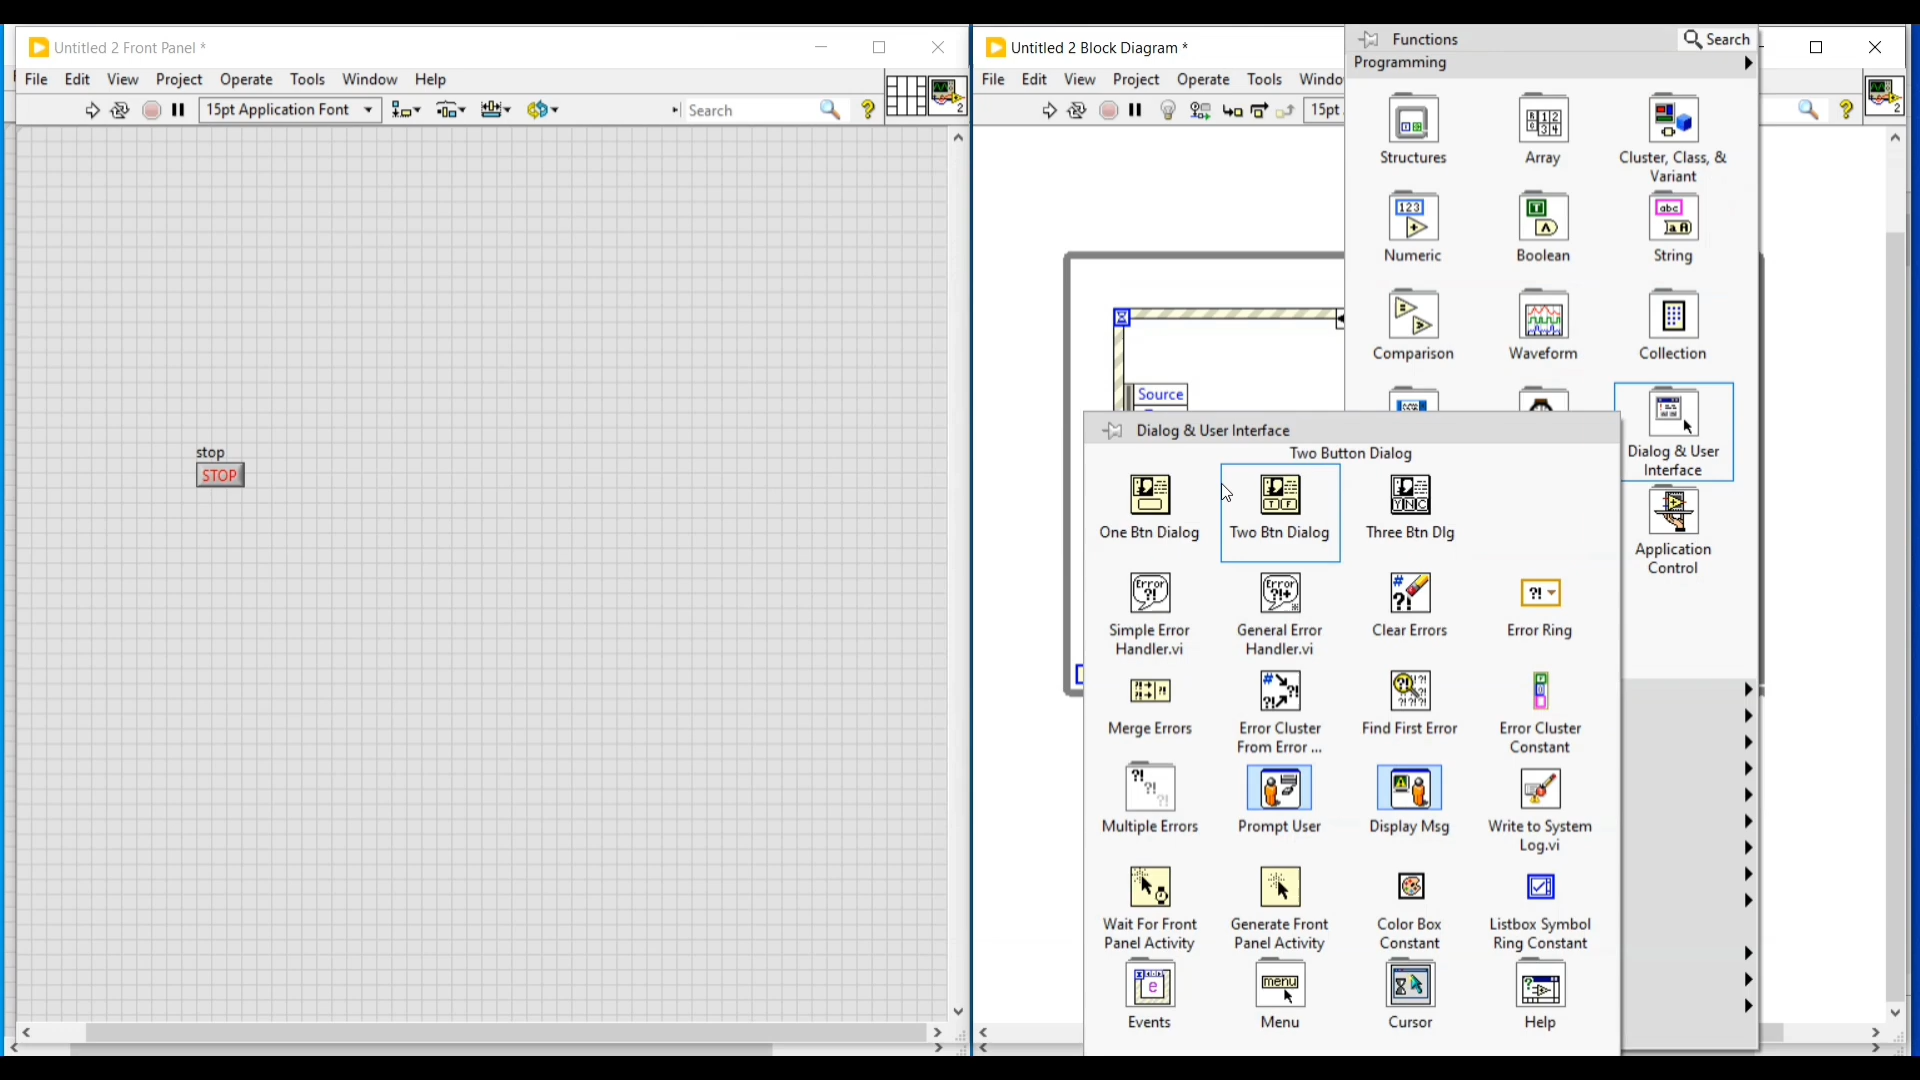 Untitled 2 Front Panel *
File Edit View Project Operate Tools Window Help
15pt Application Font
Search
2
stop
STOP
Untitled 2 Block Diagram *
File Edit View Project Operate Tools Windo
15pt
2
Source
Functions
Search
Programming
Structures
Array
Cluster, Class, &
Variant
Numeric
Boolean
String
Comparison
Waveform
Collection
Dialog & User
Interface
Application
Control
Dialog & User Interface
Two Button Dialog
One Btn Dialog
Two Btn Dialog
Three Btn Dlg
Simple Error
Handler.vi
General Error
Handler.vi
Clear Errors
Error Ring
Merge Errors
Error Cluster
From Error ...
Find First Error
Error Cluster
Constant
Multiple Errors
Prompt User
Display Msg
Write to System
Log.vi
Wait For Front
Panel Activity
Generate Front
Panel Activity
Color Box
Constant
Listbox Symbol
Ring Constant
Events
Menu
Cursor
Help